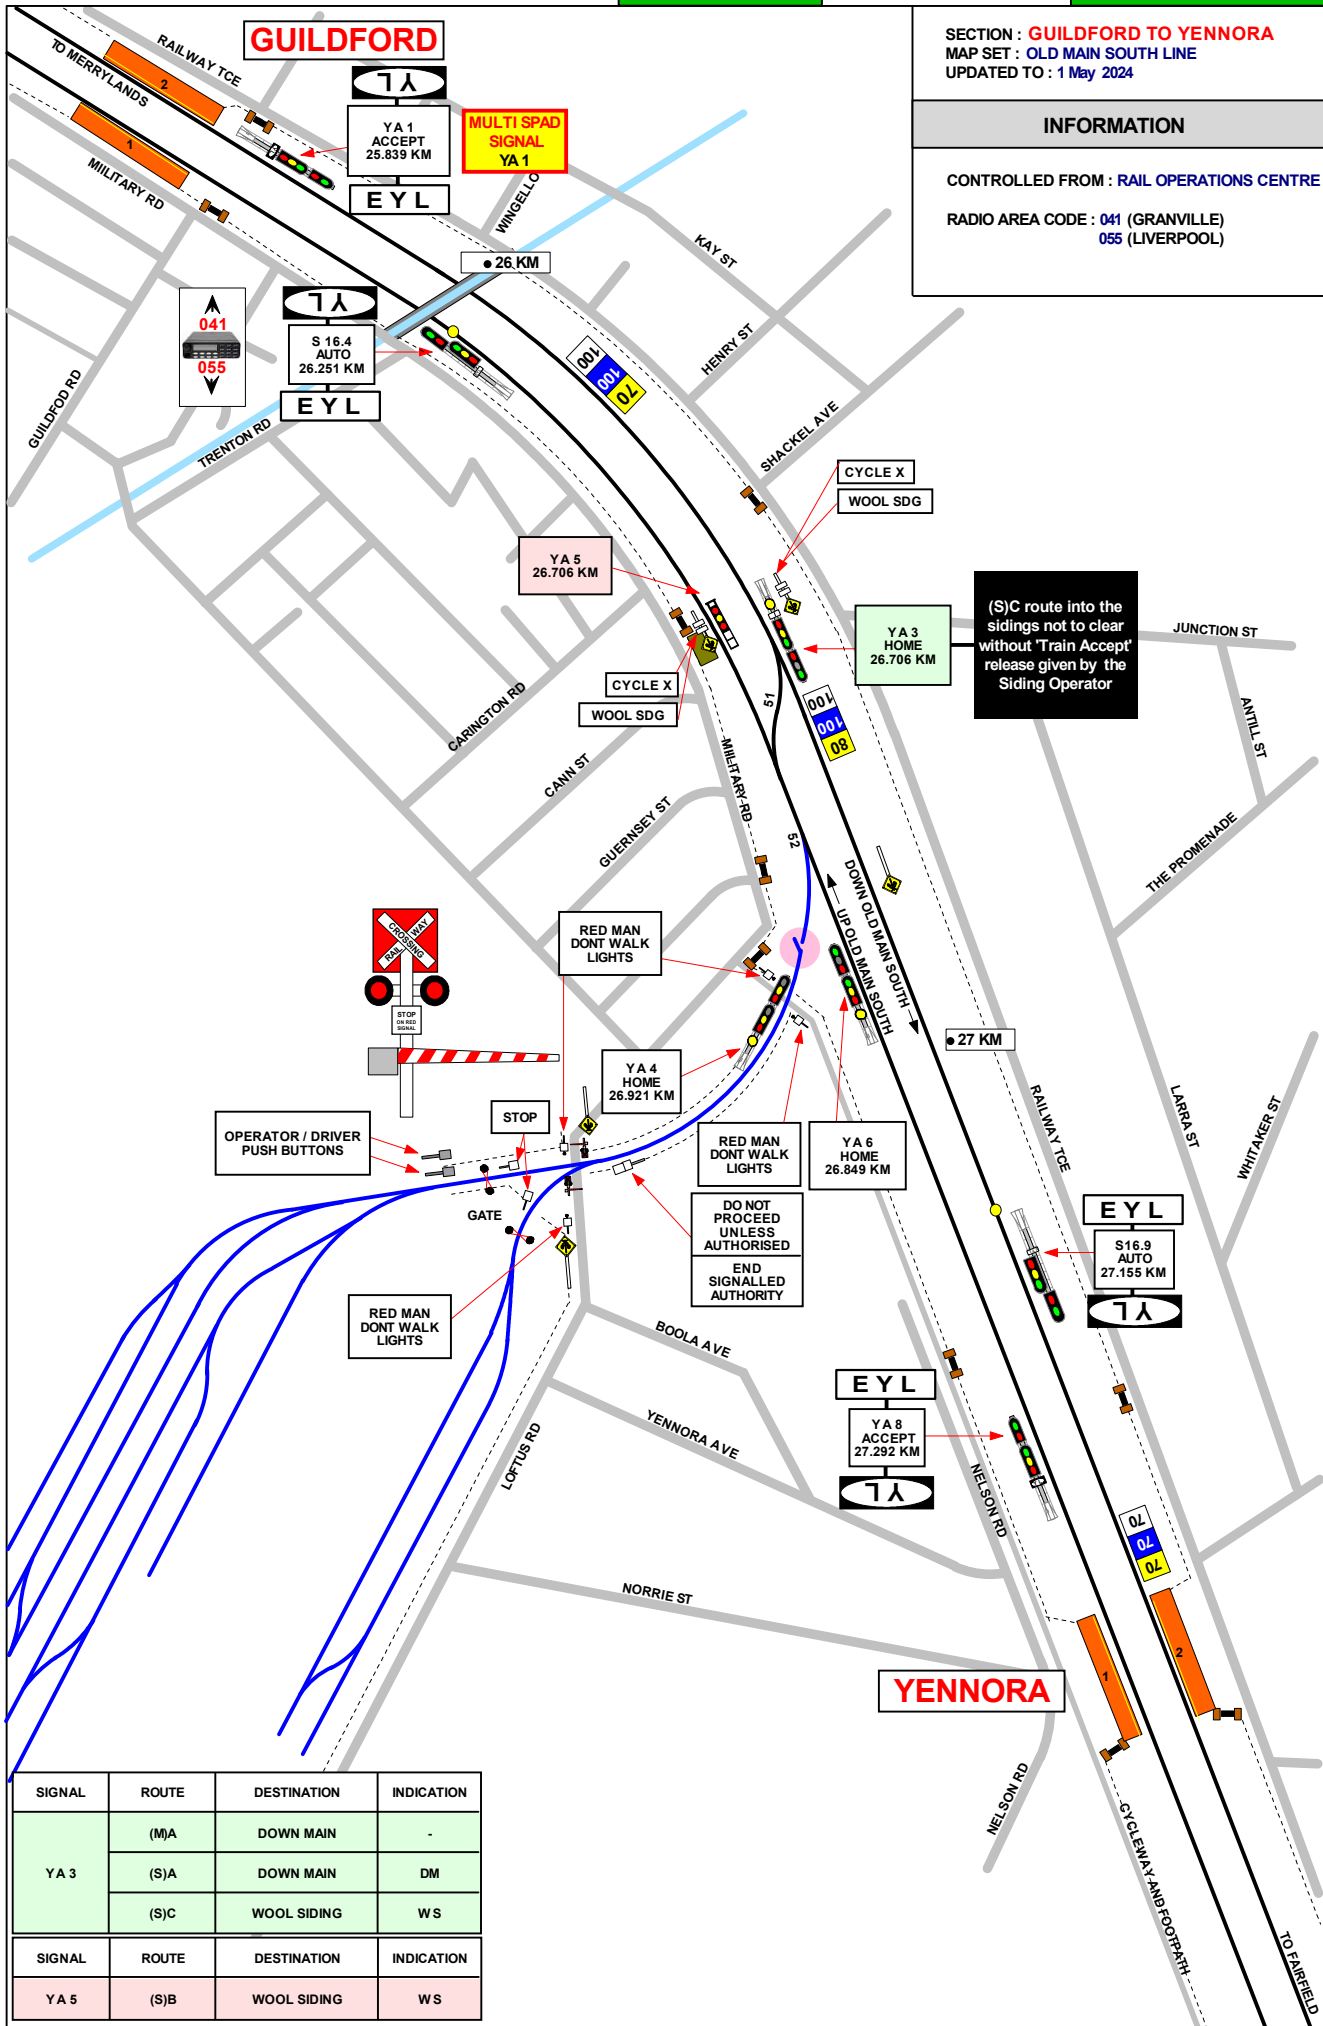 GUILDFORD
SECTION : GUILDFORD TO YENNORA
MAP SET : OLD MAIN SOUTH LINE
UPDATED TO : 1 May 2024
INFORMATION
CONTROLLED FROM : RAIL OPERATIONS CENTRE
RADIO AREA CODE : 041 (GRANVILLE)
055 (LIVERPOOL)
TO MERRYLANDS
RAILWAY TCE
2
1
MIILITARY RD
YL
YA 1
ACCEPT
25.839 KM
EYL
MULTI SPAD
SIGNAL
YA 1
WINGELLO
26 KM
KAY ST
HENRY ST
SHACKEL AVE
041
055
YL
S 16.4
AUTO
26.251 KM
EYL
GUILDFOD RD
TRENTON RD
100
100
70
CYCLE X
WOOL SDG
YA 5
26.706 KM
YA 3
HOME
26.706 KM
(S)C route into the
sidings not to clear
without 'Train Accept'
release given by the
Siding Operator
JUNCTION ST
ANTILL ST
THE PROMENADE
CYCLE X
WOOL SDG
51
100
100
80
CARINGTON RD
CANN ST
GUERNSEY ST
MILITARY RD
52
DOWN OLD MAIN SOUTH
UP OLD MAIN SOUTH
RAILWAY
CROSSING
STOP
ON RED
SIGNAL
RED MAN
DONT WALK
LIGHTS
27 KM
YA 4
HOME
26.921 KM
STOP
OPERATOR / DRIVER
PUSH BUTTONS
RED MAN
DONT WALK
LIGHTS
YA 6
HOME
26.849 KM
RAILWAY TCE
LARRA ST
WHITAKER ST
GATE
DO NOT
PROCEED
UNLESS
AUTHORISED
END
SIGNALLED
AUTHORITY
EYL
S16.9
AUTO
27.155 KM
YL
RED MAN
DONT WALK
LIGHTS
BOOLA AVE
YENNORA AVE
LOFTUS RD
EYL
YA 8
ACCEPT
27.292 KM
YL
NELSON RD
70
70
70
NORRIE ST
YENNORA
1
2
NELSON RD
CYCLEWAY AND FOOTPATH
TO FAIRFIELD
SIGNAL ROUTE DESTINATION INDICATION
YA 3 (M)A DOWN MAIN -
(S)A DOWN MAIN DM
(S)C WOOL SIDING WS
SIGNAL ROUTE DESTINATION INDICATION
YA 5 (S)B WOOL SIDING WS